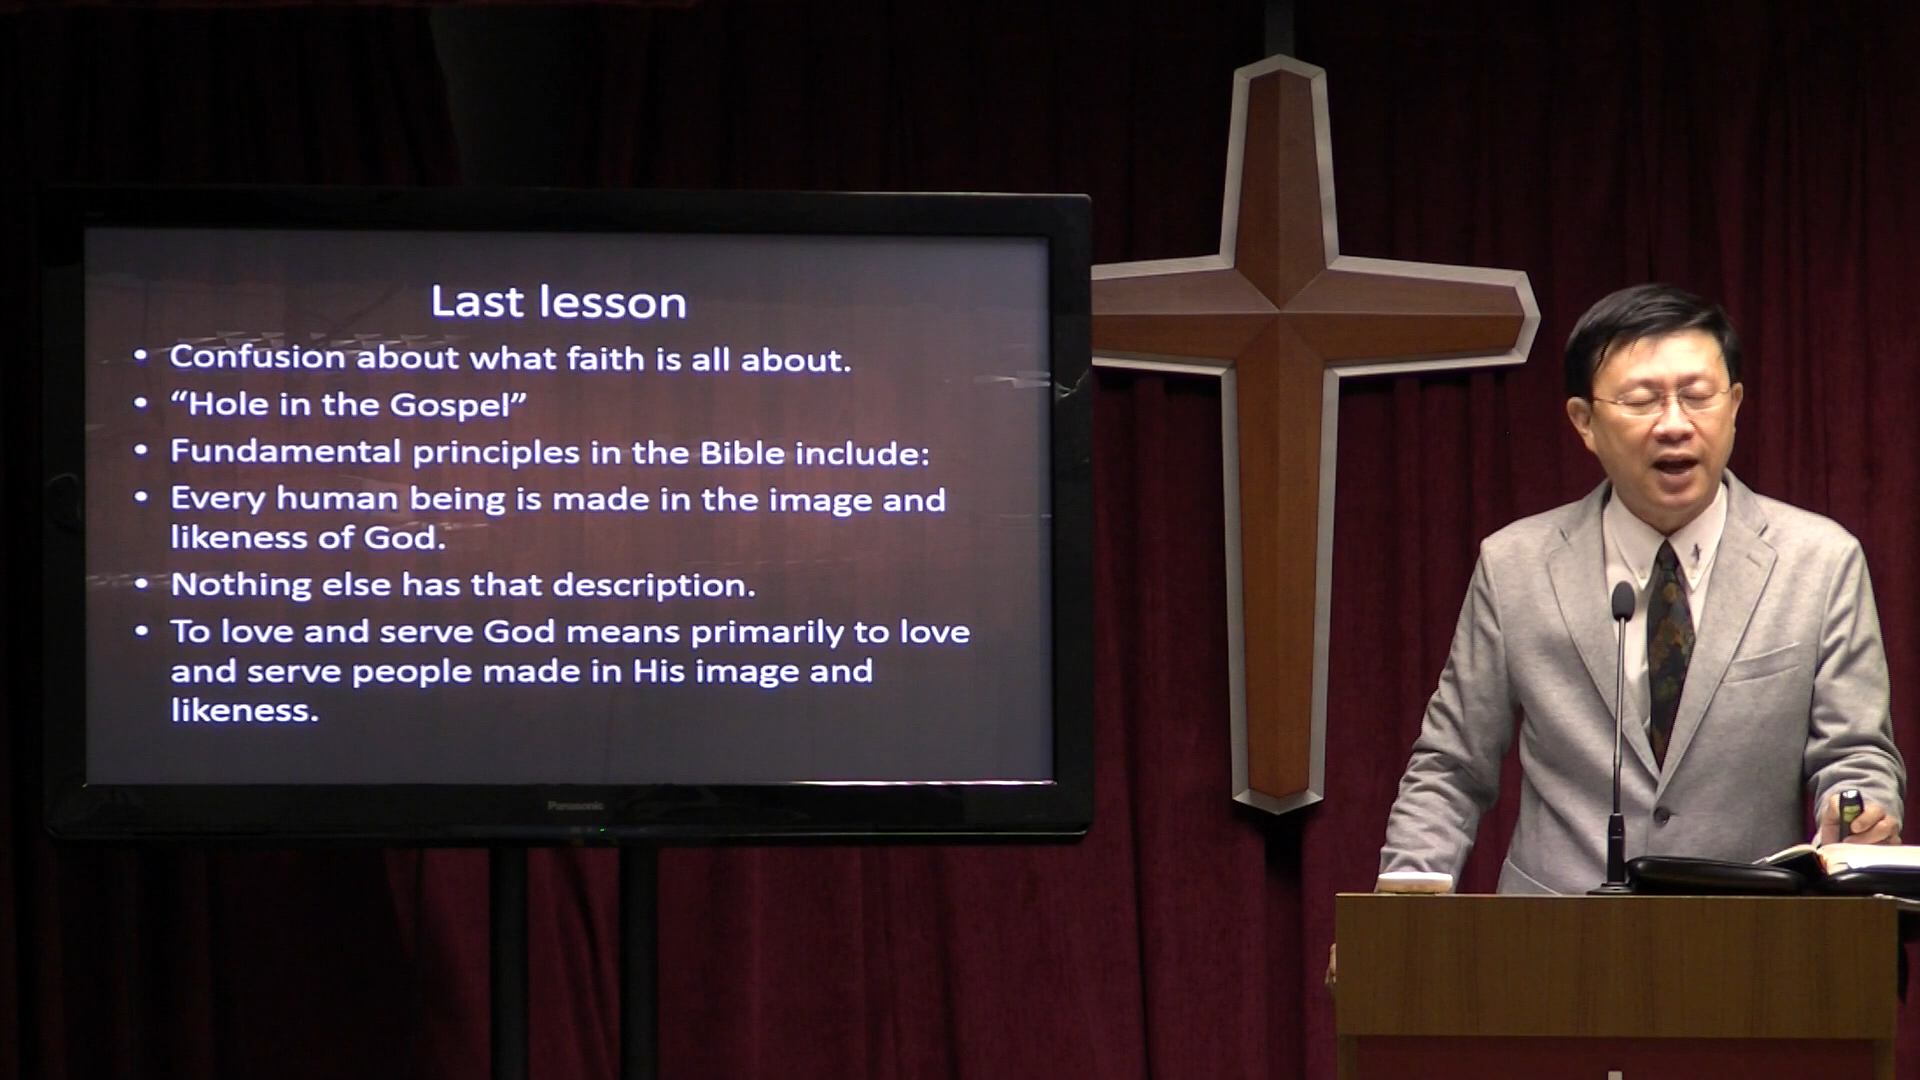 Last lesson
• Confusion about what faith is all about.
• “Hole in the Gospel”
• Fundamental principles in the Bible include:
• Every human being is made in the image and
likeness of God.
• Nothing else has that description.
• To love and serve God means primarily to love
and serve people made in His image and
likeness.
Panasonic